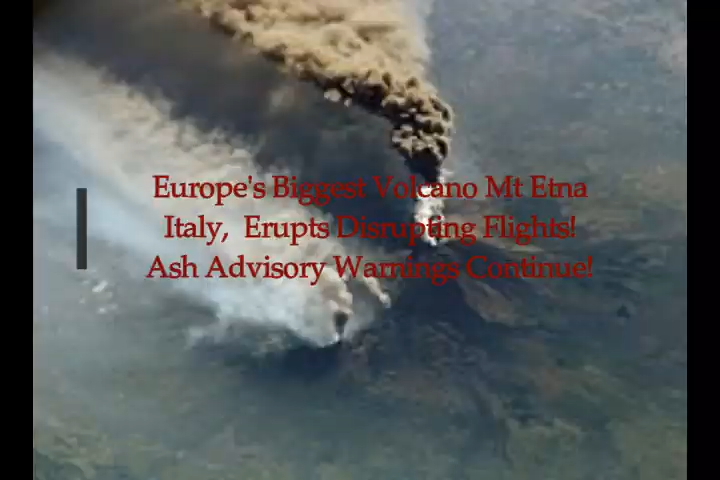 Europe's Biggest Volcano Mt Etna
Italy, Erupts Disrupting Flights!
Ash Advisory Warnings Continue!